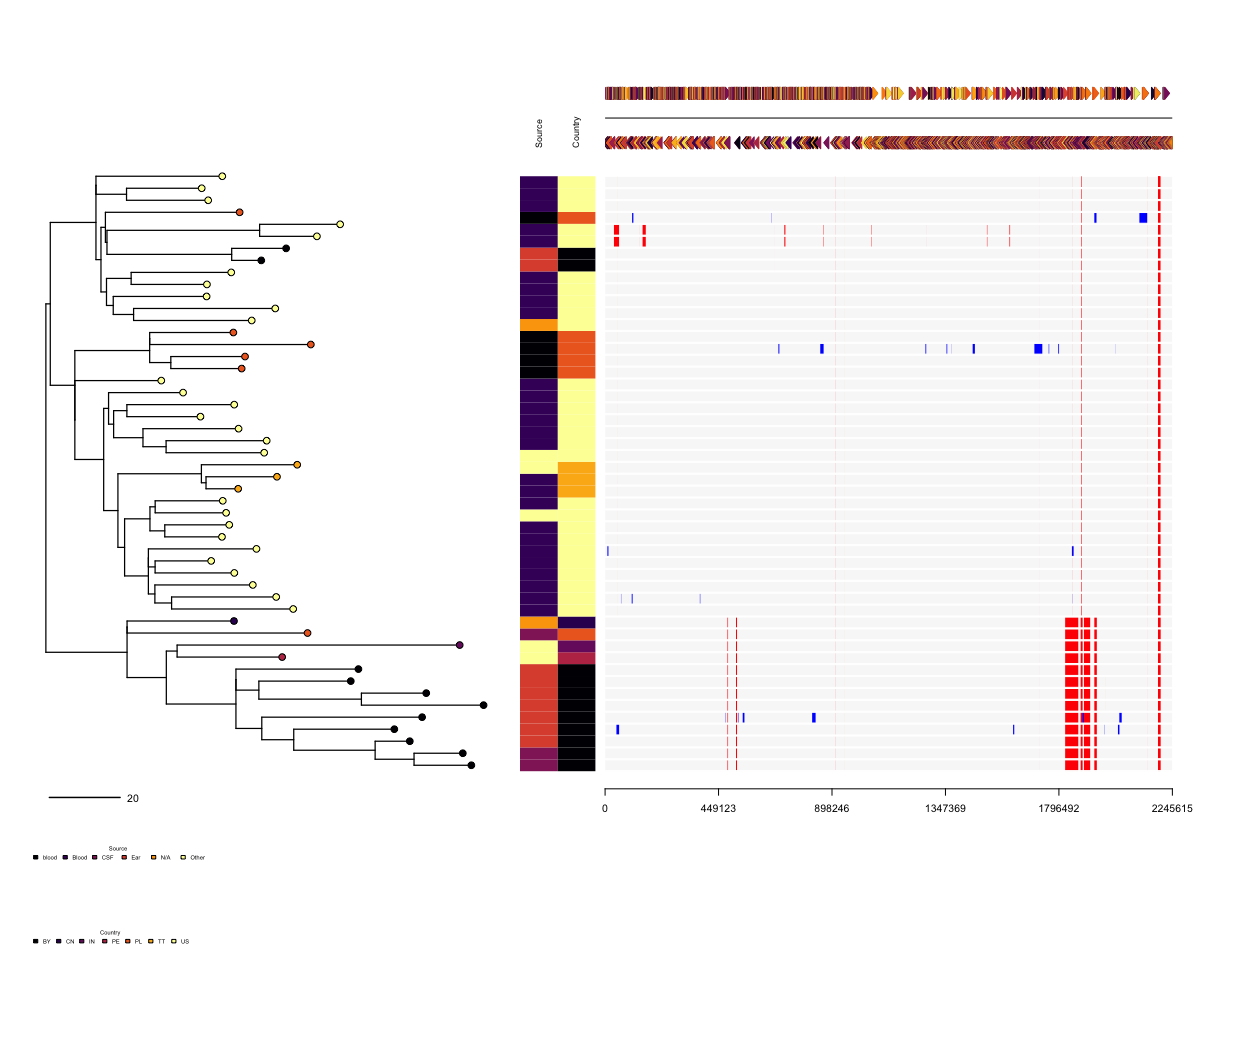 Source
Country
20
0 449123 898246 1347369 1796492 2245615
Source
blood Blood CSF Ear N/A Other
Country
BY CN IN PE PL TT US